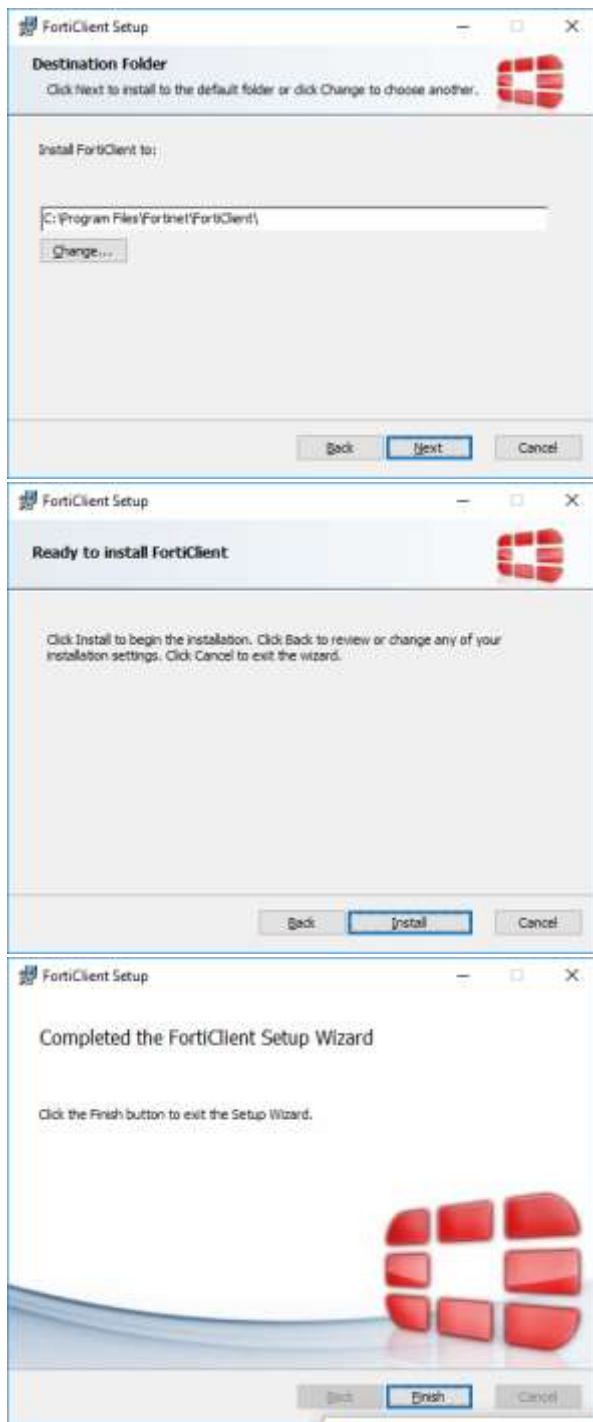 FortiClient Setup
Destination Folder
Click Next to install to the default folder or click Change to choose another.
Install FortiClient to:
C:\Program Files\Fortinet\FortiClient\
Change...
Back Next Cancel
FortiClient Setup
Ready to install FortiClient
Click Install to begin the installation. Click Back to review or change any of your
installation settings. Click Cancel to exit the wizard.
Back Install Cancel
FortiClient Setup
Completed the FortiClient Setup Wizard
Click the Finish button to exit the Setup Wizard.
Back Finish Cancel